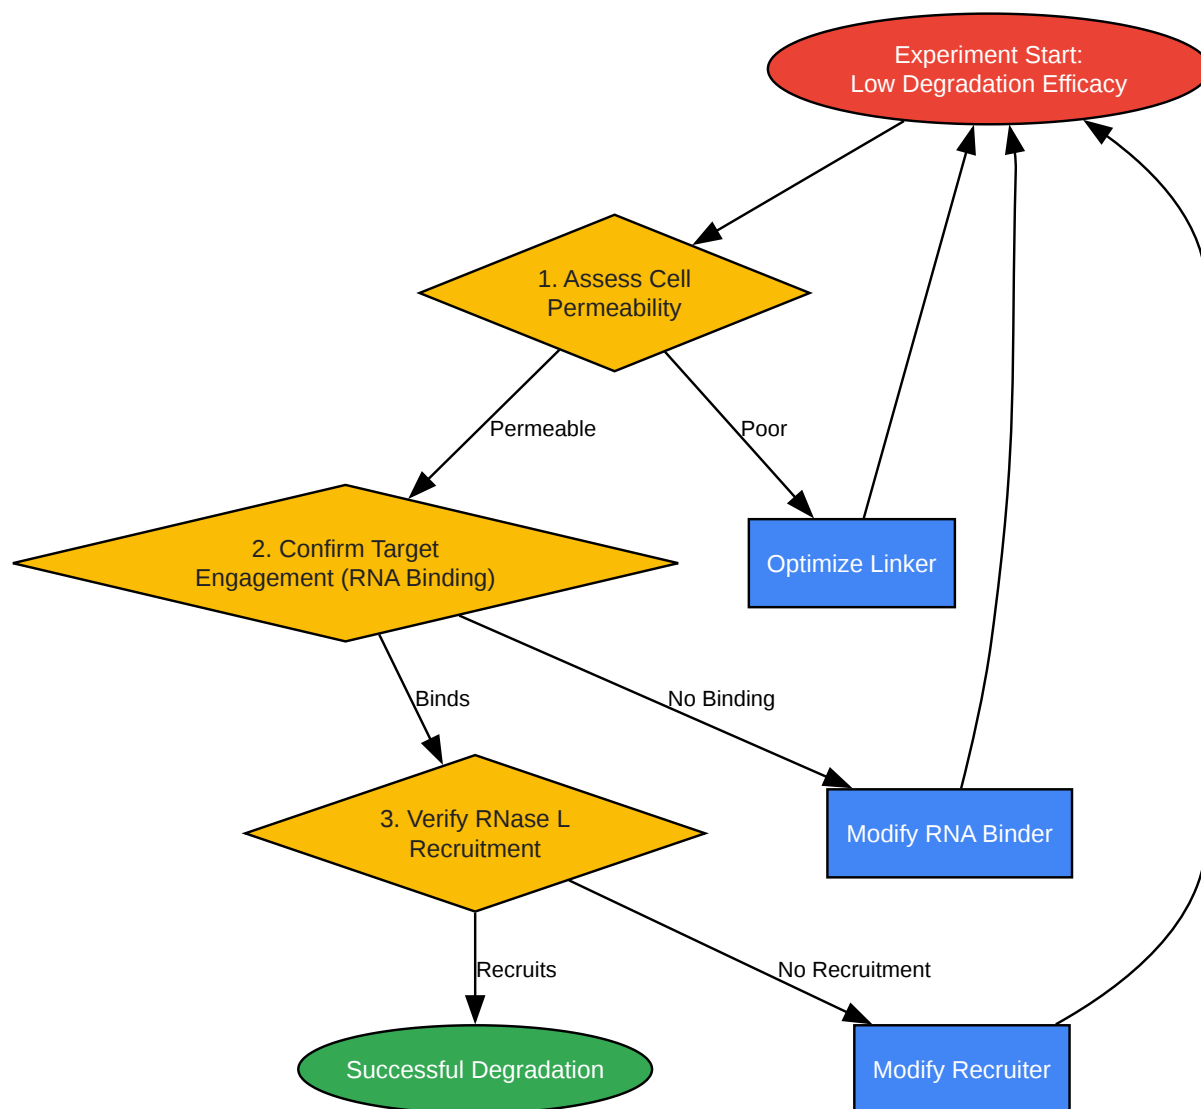 Experiment Start:
Low Degradation Efficacy
1. Assess Cell
Permeability
Permeable
Poor
2. Confirm Target
Engagement (RNA Binding)
Optimize Linker
Binds
No Binding
3. Verify RNase L
Recruitment
Modify RNA Binder
Recruits
No Recruitment
Successful Degradation
Modify Recruiter